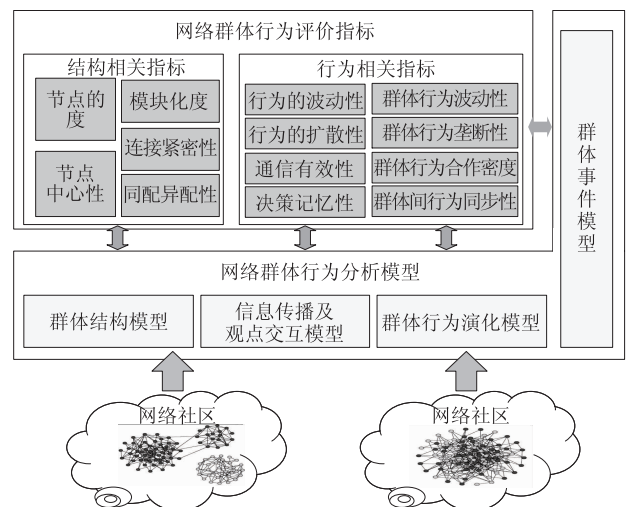 网络群体行为评价指标
结构相关指标
节点的
度
节点
中心性
模块化度
连接紧密性
同配异配性
行为相关指标
行为的波动性
行为的扩散性
通信有效性
决策记忆性
群体行为波动性
群体行为垄断性
群体行为合作密度
群体间行为同步性
群体事件模型
网络群体行为分析模型
群体结构模型
信息传播及
观点交互模型
群体行为演化模型
网络社区
网络社区